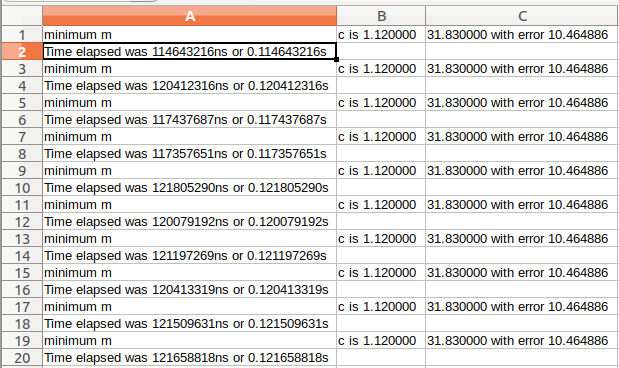 A B C
1 minimum m c is 1.120000 31.830000 with error 10.464886
2 Time elapsed was 114643216ns or 0.114643216s
3 minimum m c is 1.120000 31.830000 with error 10.464886
4 Time elapsed was 120412316ns or 0.120412316s
5 minimum m c is 1.120000 31.830000 with error 10.464886
6 Time elapsed was 117437687ns or 0.117437687s
7 minimum m c is 1.120000 31.830000 with error 10.464886
8 Time elapsed was 117357651ns or 0.117357651s
9 minimum m c is 1.120000 31.830000 with error 10.464886
10 Time elapsed was 121805290ns or 0.121805290s
11 minimum m c is 1.120000 31.830000 with error 10.464886
12 Time elapsed was 120079192ns or 0.120079192s
13 minimum m c is 1.120000 31.830000 with error 10.464886
14 Time elapsed was 121197269ns or 0.121197269s
15 minimum m c is 1.120000 31.830000 with error 10.464886
16 Time elapsed was 120413319ns or 0.120413319s
17 minimum m c is 1.120000 31.830000 with error 10.464886
18 Time elapsed was 121509631ns or 0.121509631s
19 minimum m c is 1.120000 31.830000 with error 10.464886
20 Time elapsed was 121658818ns or 0.121658818s